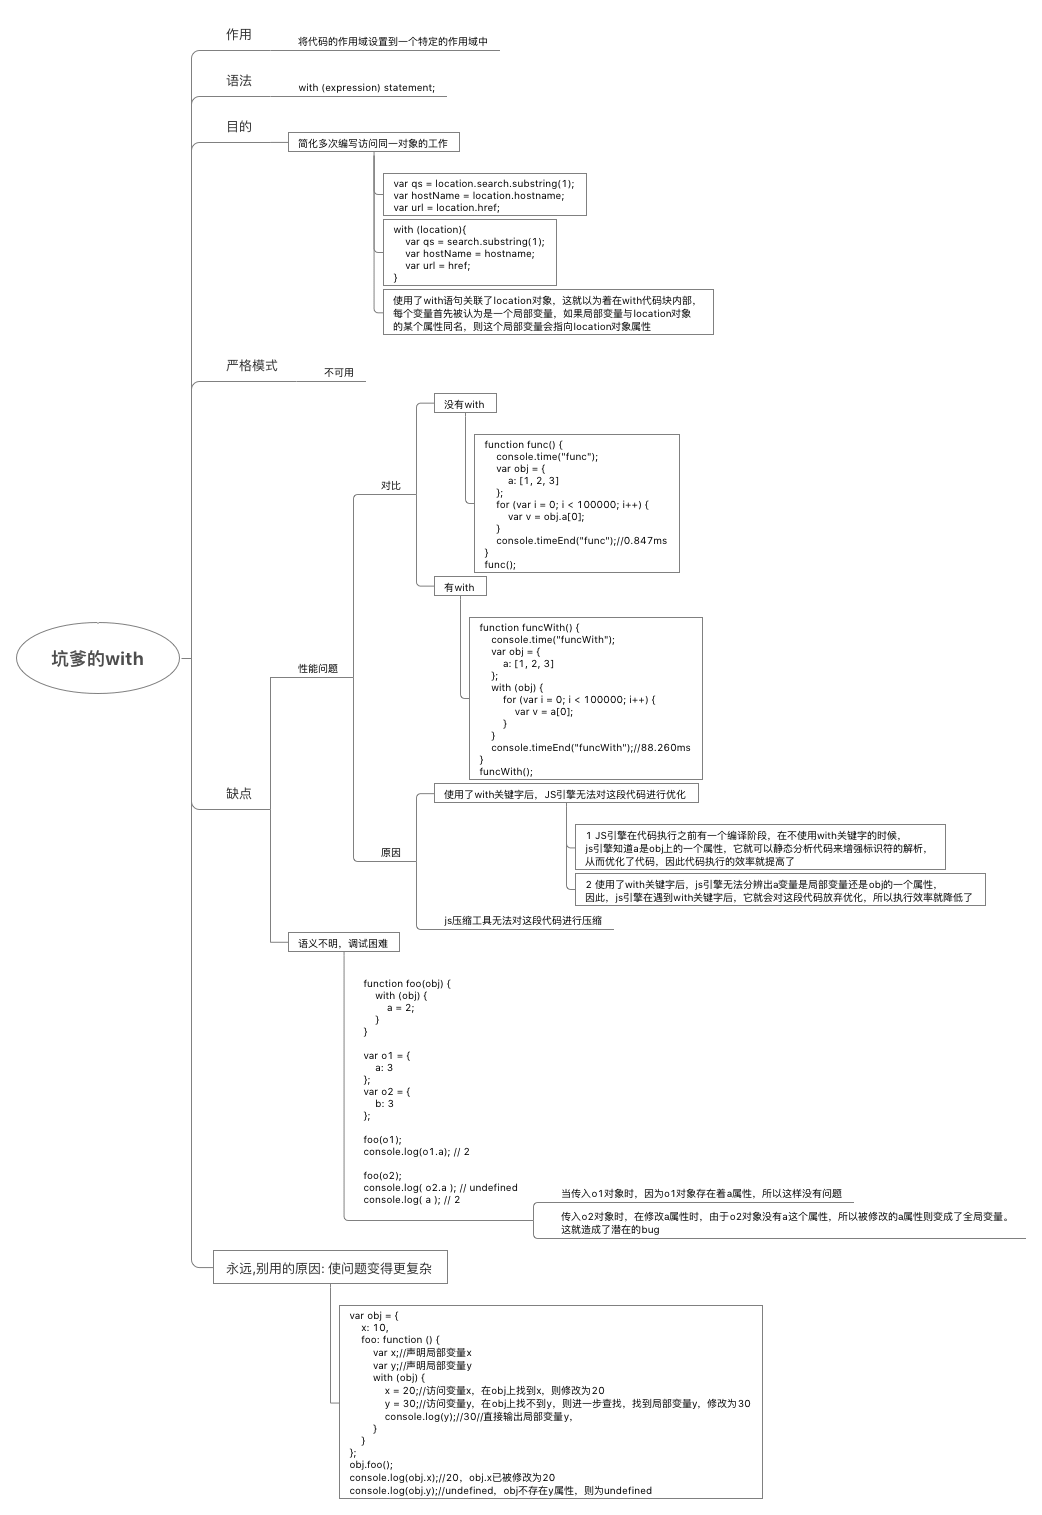 作用
将代码的作用域设置到一个特定的作用域中
语法
with (expression) statement;
目的
简化多次编写访问同一对象的工作
var qs = location.search.substring(1);
var hostName = location.hostname;
var url = location.href;
with (location){
var qs = search.substring(1);
var hostName = hostname;
var url = href;
}
使用了with语句关联了location对象，这就以为着在with代码块内部，
每个变量首先被认为是一个局部变量，如果局部变量与location对象
的某个属性同名，则这个局部变量会指向location对象属性
严格模式
不可用
没有with
function func() {
console.time("func");
var obj = {
a: [1, 2, 3]
};
for (var i = 0; i < 100000; i++) {
var v = obj.a[0];
}
console.timeEnd("func");//0.847ms
}
func();
对比
有with
function funcWith() {
console.time("funcWith");
var obj = {
a: [1, 2, 3]
};
with (obj) {
for (var i = 0; i < 100000; i++) {
var v = a[0];
}
}
console.timeEnd("funcWith");//88.260ms
}
funcWith();
坑爹的with
性能问题
缺点
使用了with关键字后，JS引擎无法对这段代码进行优化
1 JS引擎在代码执行之前有一个编译阶段，在不使用with关键字的时候，
js引擎知道a是obj上的一个属性，它就可以静态分析代码来增强标识符的解析，
从而优化了代码，因此代码执行的效率就提高了
原因
2 使用了with关键字后，js引擎无法分辨出a变量是局部变量还是obj的一个属性，
因此，js引擎在遇到with关键字后，它就会对这段代码放弃优化，所以执行效率就降低了
js压缩工具无法对这段代码进行压缩
语义不明，调试困难
function foo(obj) {
with (obj) {
a = 2;
}
}
var o1 = {
a: 3
};
var o2 = {
b: 3
};
foo(o1);
console.log(o1.a); // 2
foo(o2);
console.log( o2.a ); // undefined
console.log( a ); // 2
当传入o1对象时，因为o1对象存在着a属性，所以这样没有问题
传入o2对象时，在修改a属性时，由于o2对象没有a这个属性，所以被修改的a属性则变成了全局变量。
这就造成了潜在的bug
永远,别用的原因: 使问题变得更复杂
var obj = {
x: 10,
foo: function () {
var x;//声明局部变量x
var y;//声明局部变量y
with (obj) {
x = 20;//访问变量x，在obj上找到x，则修改为20
y = 30;//访问变量y，在obj上找不到y，则进一步查找，找到局部变量y，修改为30
console.log(y);//30//直接输出局部变量y，
}
}
};
obj.foo();
console.log(obj.x);//20，obj.x已被修改为20
console.log(obj.y);//undefined，obj不存在y属性，则为undefined